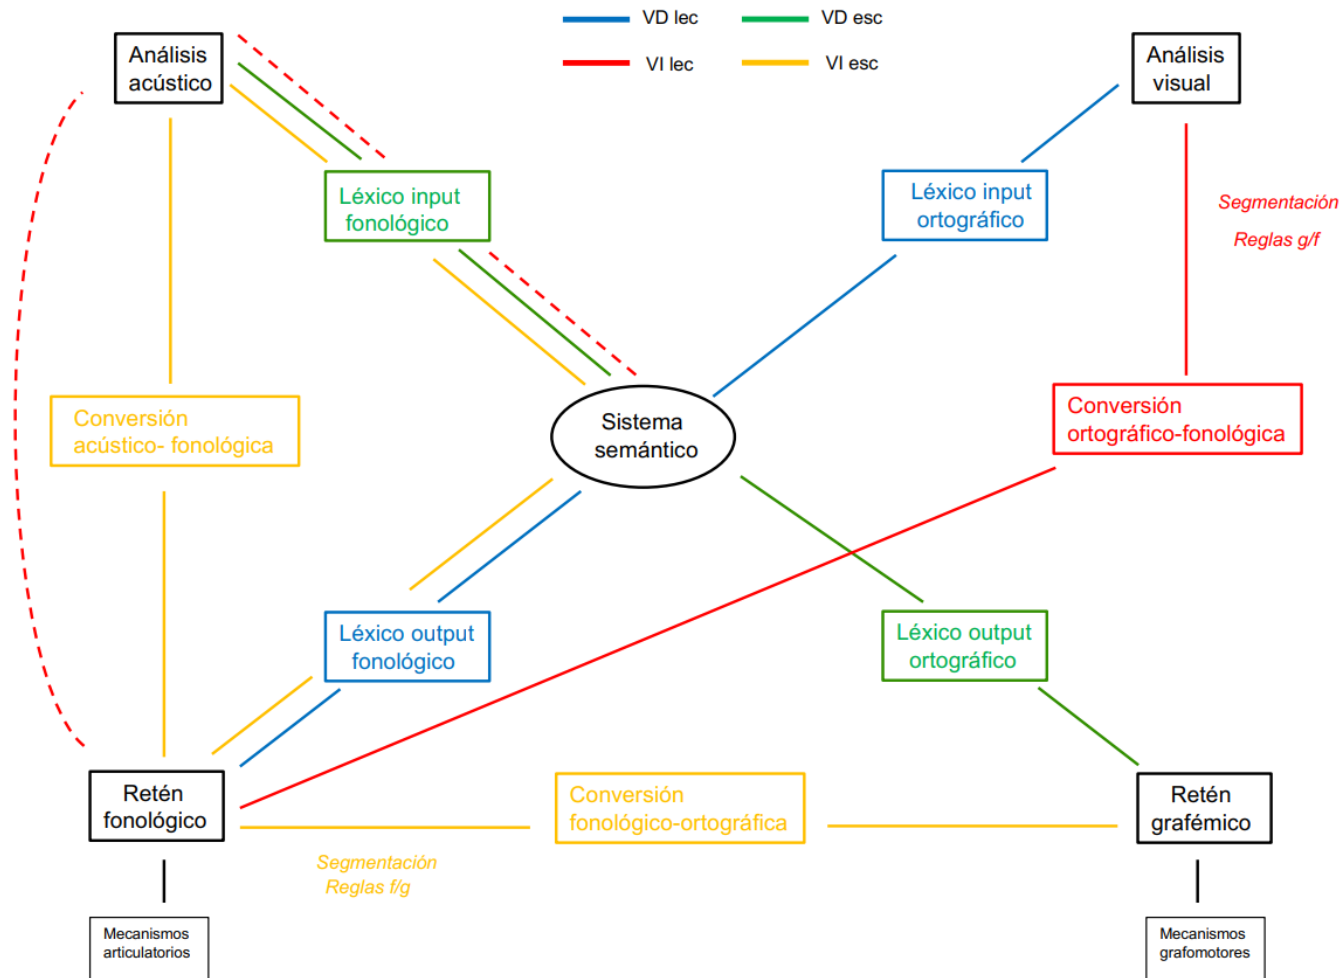 VD lec
VD esc
VI lec
VI esc
Análisis
acústico
Análisis
visual
Léxico input
fonológico
Léxico input
ortográfico
Segmentación
Reglas g/f
Conversión
acústico- fonológica
Sistema
semántico
Conversión
ortográfico-fonológica
Léxico output
fonológico
Léxico output
ortográfico
Retén
fonológico
Conversión
fonológico-ortográfica
Retén
grafémico
Segmentación
Reglas f/g
Mecanismos
articulatorios
Mecanismos
grafomotores